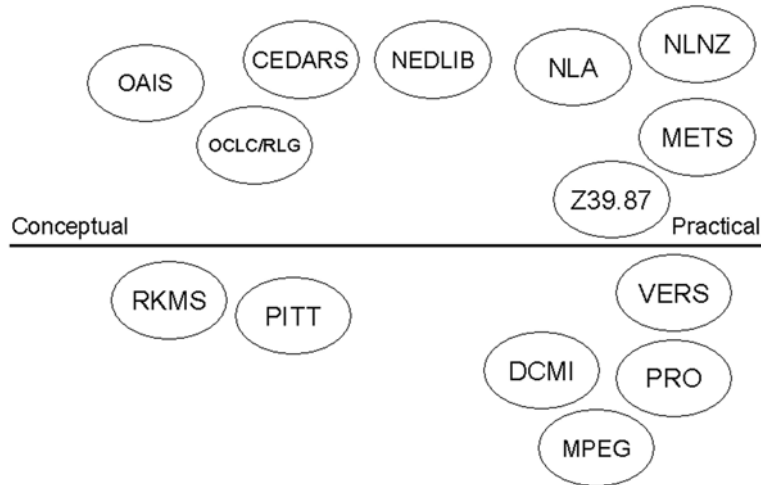 OAIS
CEDARS
NEDLIB
NLA
NLNZ
OCLC/RLG
METS
Z39.87
Conceptual
Practical
RKMS
PITT
VERS
DCMI
PRO
MPEG